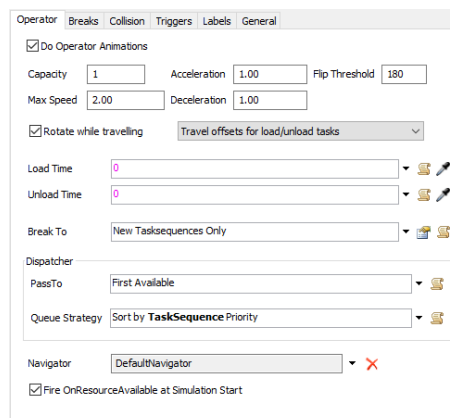 Operator Breaks Collision Triggers Labels General
Do Operator Animations
Capacity 1 Acceleration 1.00 Flip Threshold 180
Max Speed 2.00 Deceleration 1.00
Rotate while travelling Travel offsets for load/unload tasks
Load Time 0
Unload Time 0
Break To New Tasksequences Only
Dispatcher
PassTo First Available
Queue Strategy Sort by TaskSequence Priority
Navigator DefaultNavigator
Fire OnResourceAvailable at Simulation Start